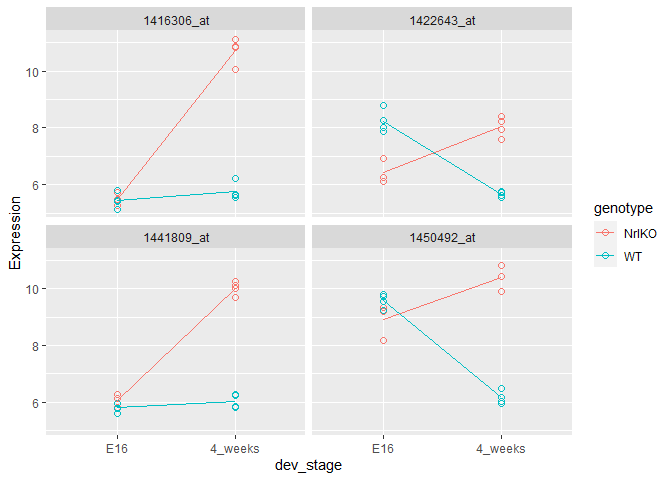 1416306_at
1422643_at
10
8
6
Expression
1441809_at
1450492_at
10
8
6
E16
4_weeks
E16
4_weeks
dev_stage
genotype
NrlKO
WT